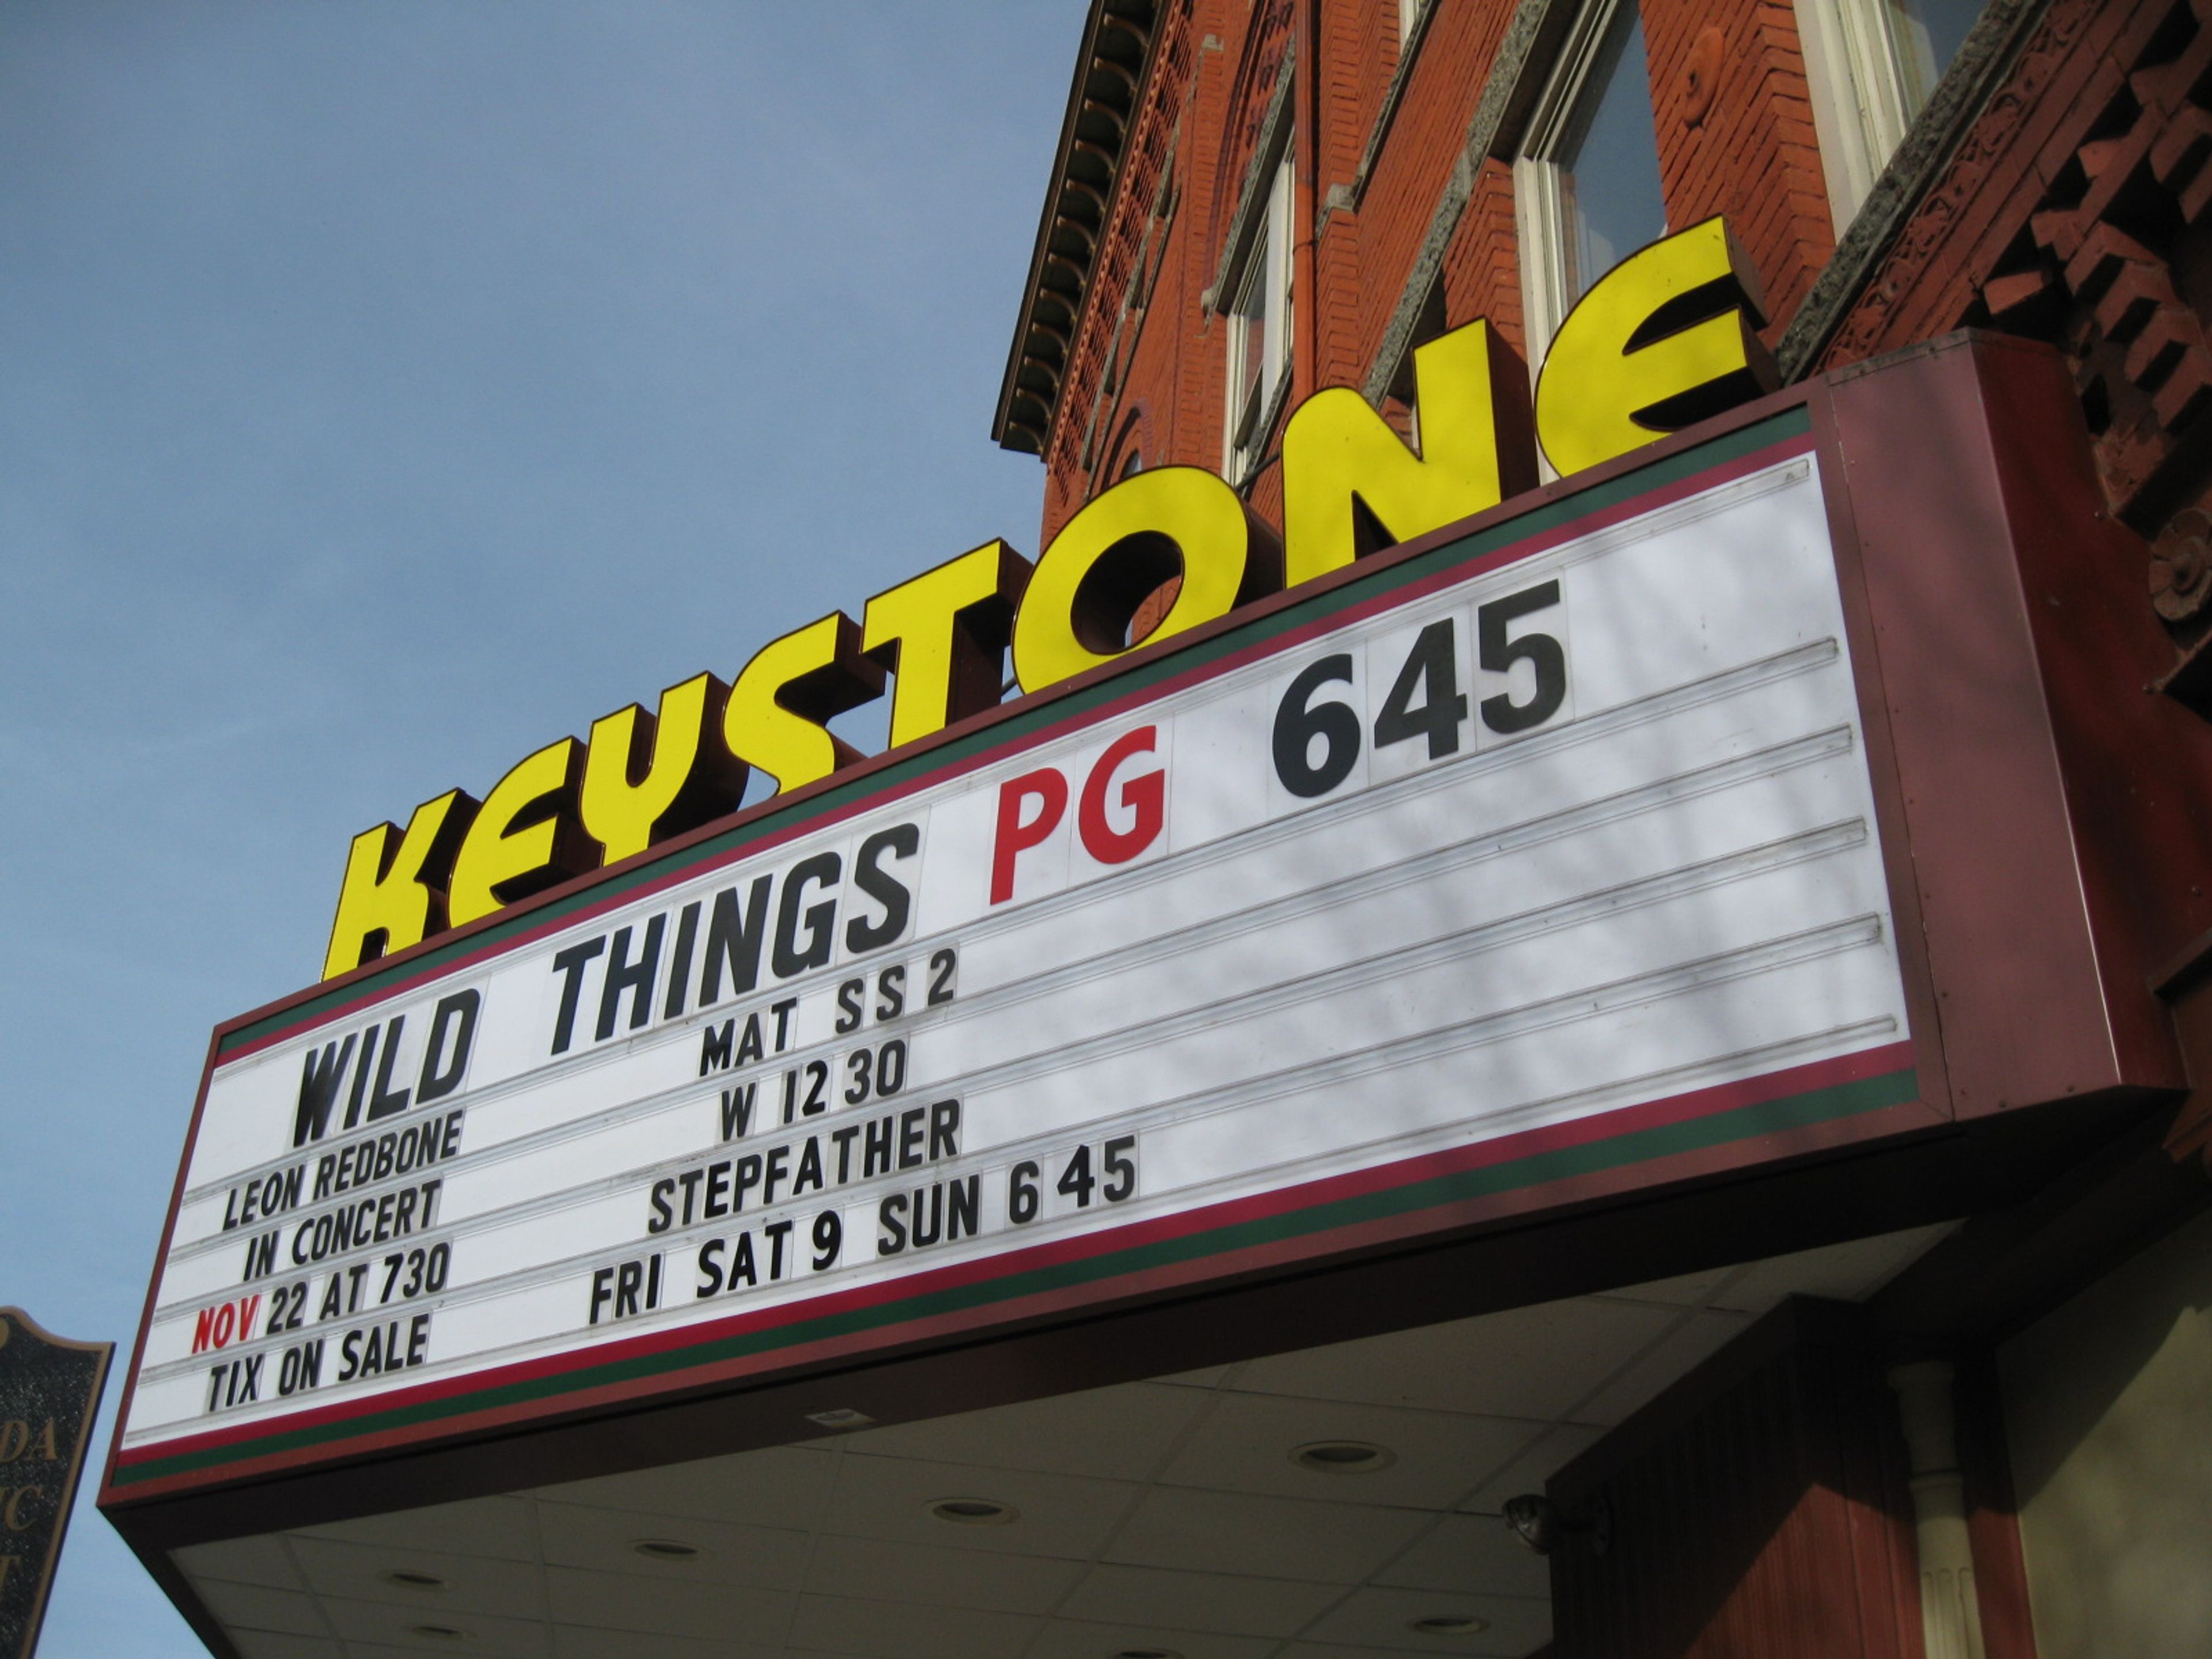 KEYSTONE
WILD THINGS PG 645
MAT SS 2
W 12 30
STEPFATHER
FRI SAT 9 SUN 6 45
LEON REDBONE
IN CONCERT
NOV 22 AT 730
TIX ON SALE